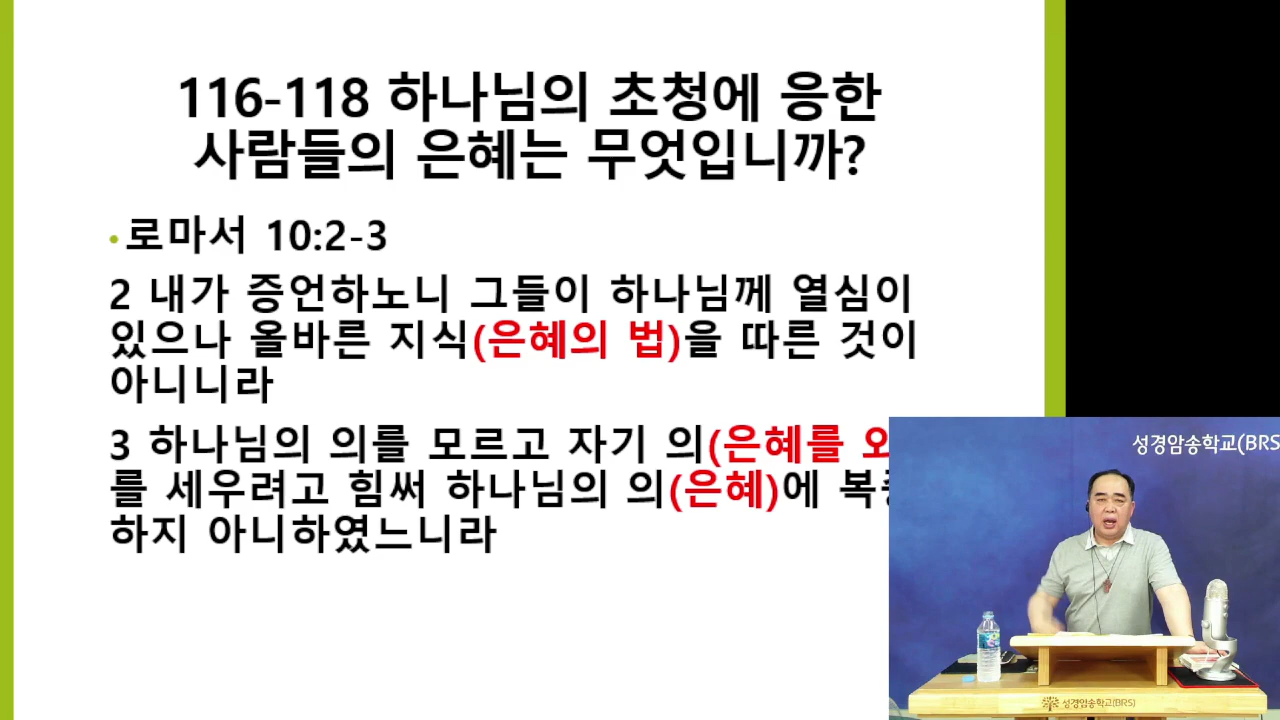 116-118 하나님의 초청에 응한
사람들의 은혜는 무엇입니까?
• 로마서 10:2-3
2 내가 증언하노니 그들이 하나님께 열심이
있으나 올바른 지식(은혜의 법)을 따른 것이
아니니라
3 하나님의 의를 모르고 자기 의(은혜를
를 세우려고 힘써 하나님의 의(은혜)에
하지 아니하였느니라
성경암송학교(BRS
성경암송학교(BRS)